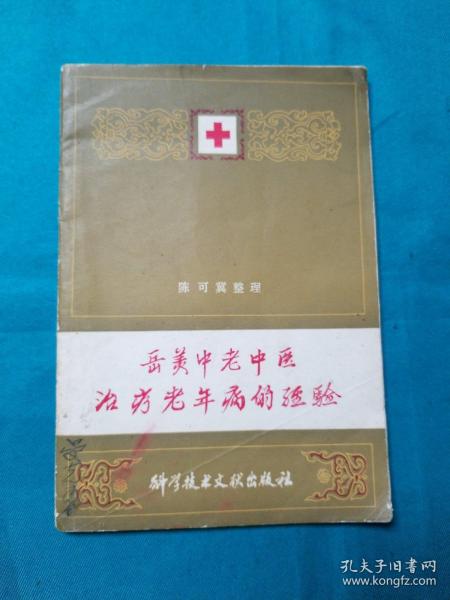 陈可冀整理
岳美中老中医
治疗老年病的经验
科学技术文献出版社
孔夫子旧书网
www.kongfz.com